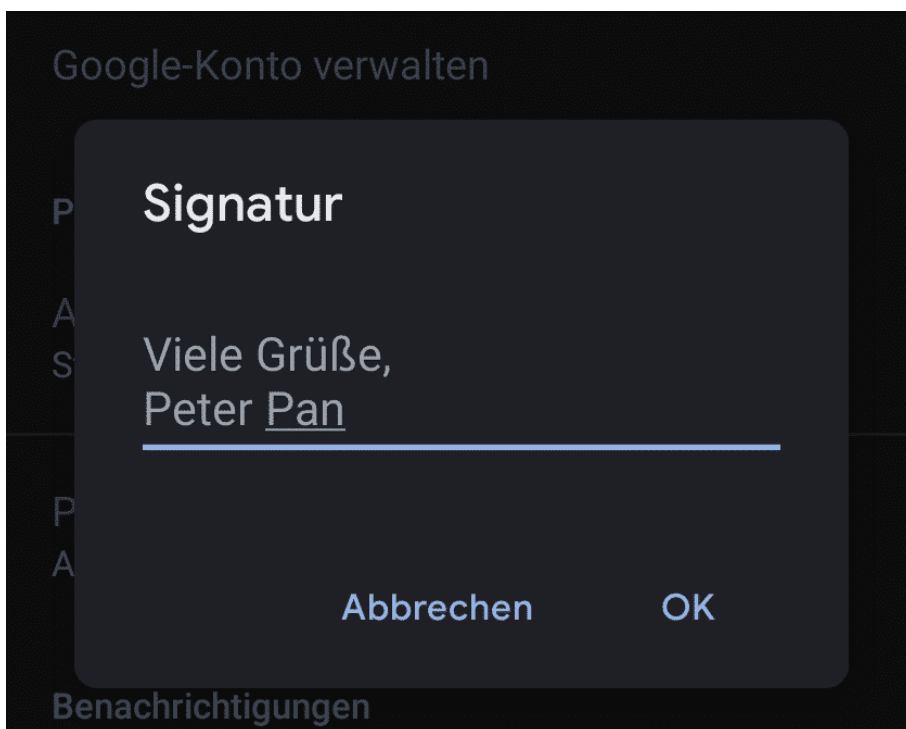 Google-Konto verwalten
Signatur
Viele Grüße,
Peter Pan
Abbrechen
OK
Benachrichtigungen